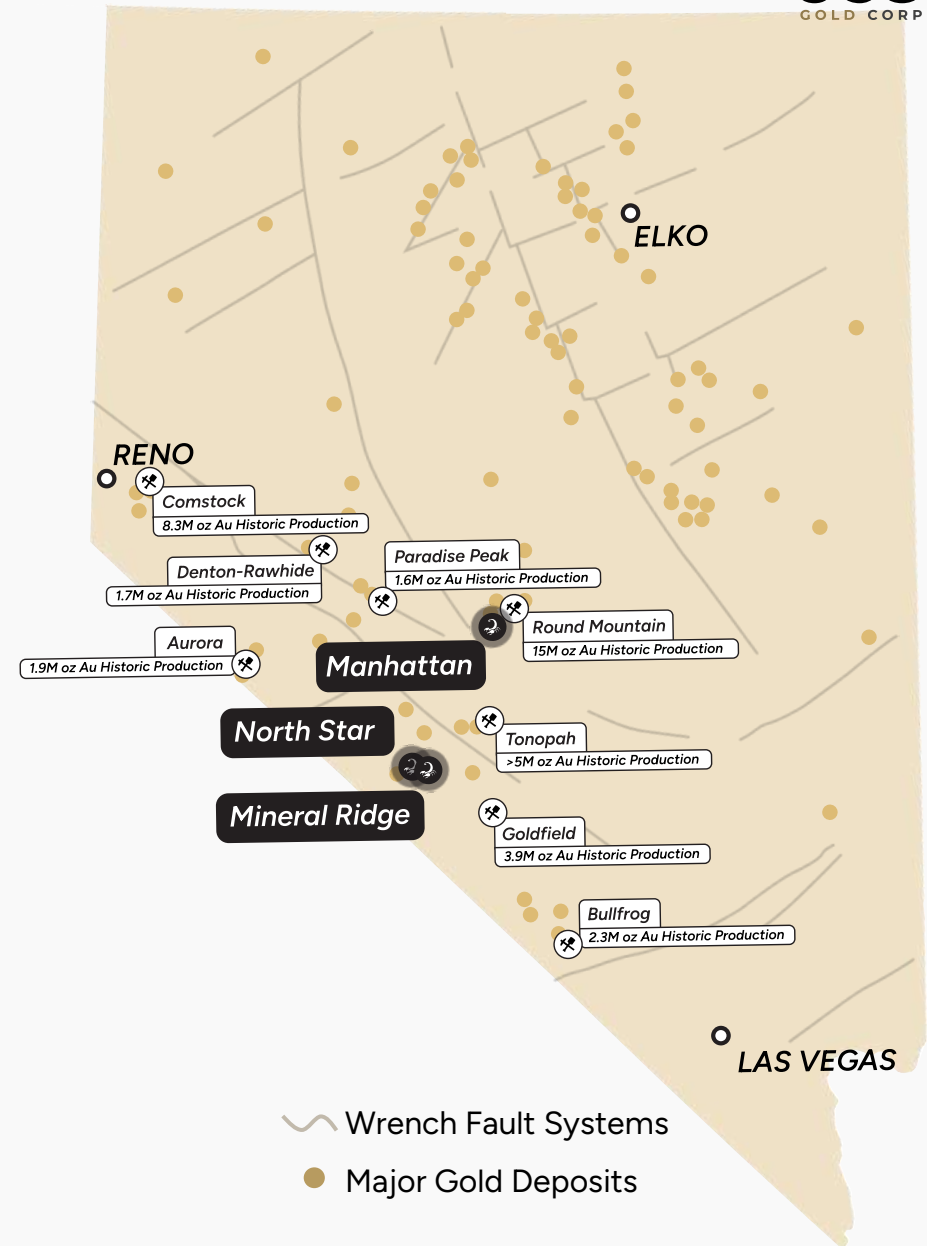 GOLD CORP
ELKO
RENO
Comstock
8.3M oz Au Historic Production
Denton-Rawhide
1.7M oz Au Historic Production
Paradise Peak
1.6M oz Au Historic Production
Round Mountain
15M oz Au Historic Production
Aurora
1.9M oz Au Historic Production
Manhattan
North Star
Tonopah
>5M oz Au Historic Production
Mineral Ridge
Goldfield
3.9M oz Au Historic Production
Bullfrog
2.3M oz Au Historic Production
LAS VEGAS
Wrench Fault Systems
Major Gold Deposits